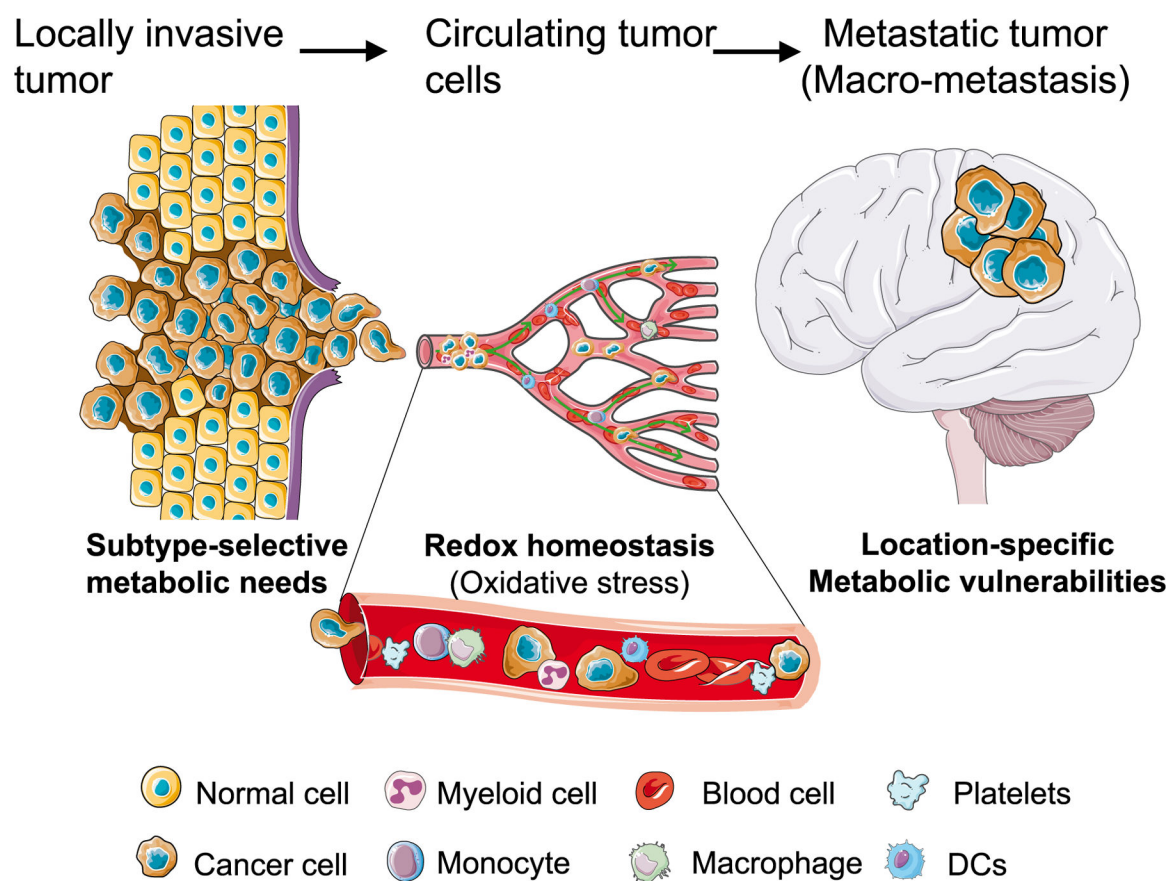 Locally invasive
tumor
Circulating tumor
cells
Metastatic tumor
(Macro-metastasis)
Subtype-selective
metabolic needs
Redox homeostasis
(Oxidative stress)
Location-specific
Metabolic vulnerabilities
Normal cell
Myeloid cell
Blood cell
Platelets
Cancer cell
Monocyte
Macrophage
DCs